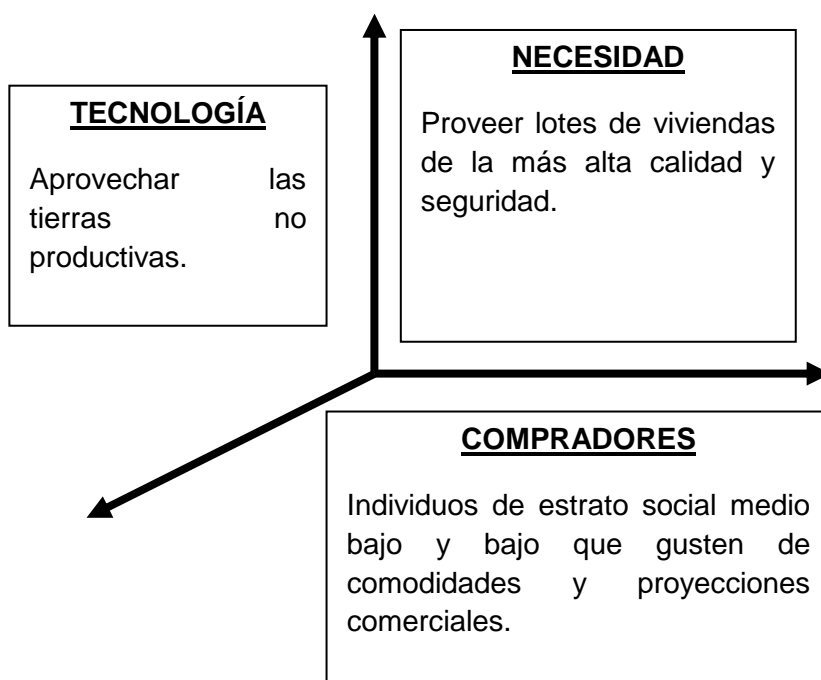 TECNOLOGÍA
Aprovechar las
tierras no
productivas.
NECESIDAD
Proveer lotes de viviendas
de la más alta calidad y
seguridad.
COMPRADORES
Individuos de estrato social medio
bajo y bajo que gusten de
comodidades y proyecciones
comerciales.